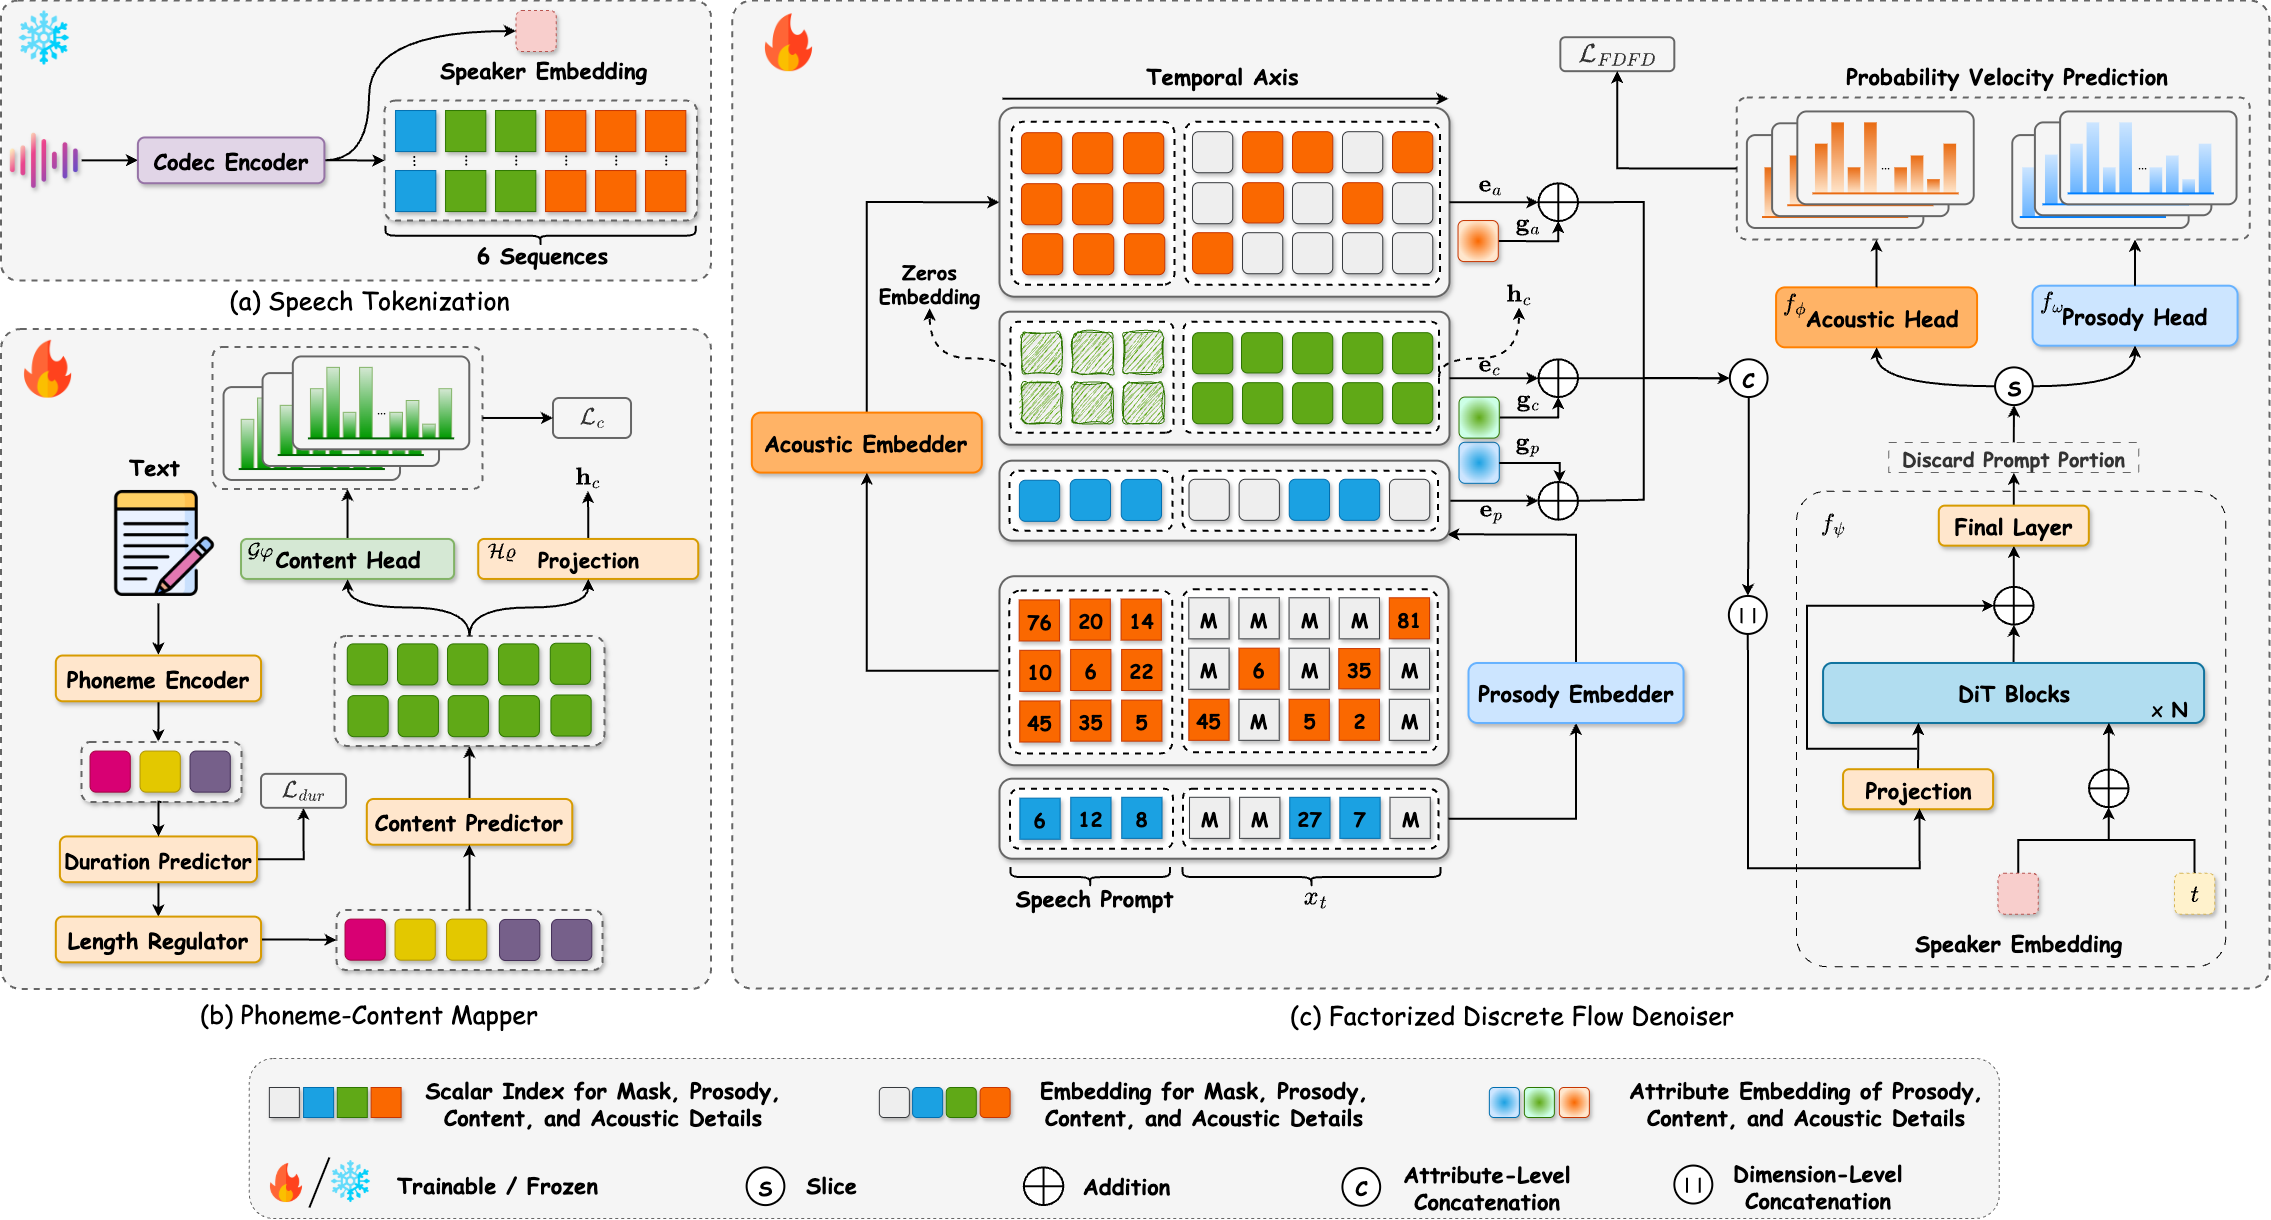 Speaker Embedding
Codec Encoder
6 Sequences
(a) Speech Tokenization
Text
$\mathcal{L}_c$
$\mathbf{h}_c$
$\mathcal{G}_\varphi$ Content Head
$\mathcal{H}_\varrho$ Projection
Phoneme Encoder
$\mathcal{L}_{dur}$
Duration Predictor
Content Predictor
Length Regulator
(b) Phoneme-Content Mapper
Temporal Axis
$\mathcal{L}_{FDFD}$
Probability Velocity Prediction
$\mathbf{e}_a$
$\mathbf{g}_a$
Zeros
Embedding
$\mathbf{h}_c$
$\mathbf{e}_c$
$\mathbf{g}_c$
$\mathbf{g}_p$
$\mathbf{e}_p$
Acoustic Embedder
76 20 14 M M M M 81
10 6 22 M 6 M 35 M
45 35 5 45 M 5 2 M
6 12 8 M M 27 7 M
Speech Prompt
$x_t$
Prosody Embedder
C
||
$f_\phi$ Acoustic Head
$f_\omega$ Prosody Head
S
Discard Prompt Portion
$f_\psi$
Final Layer
DiT Blocks
x N
Projection
$t$
Speaker Embedding
(c) Factorized Discrete Flow Denoiser
Scalar Index for Mask, Prosody,
Content, and Acoustic Details
Embedding for Mask, Prosody,
Content, and Acoustic Details
Attribute Embedding of Prosody,
Content, and Acoustic Details
Trainable / Frozen
S Slice
Addition
C Attribute-Level
Concatenation
|| Dimension-Level
Concatenation